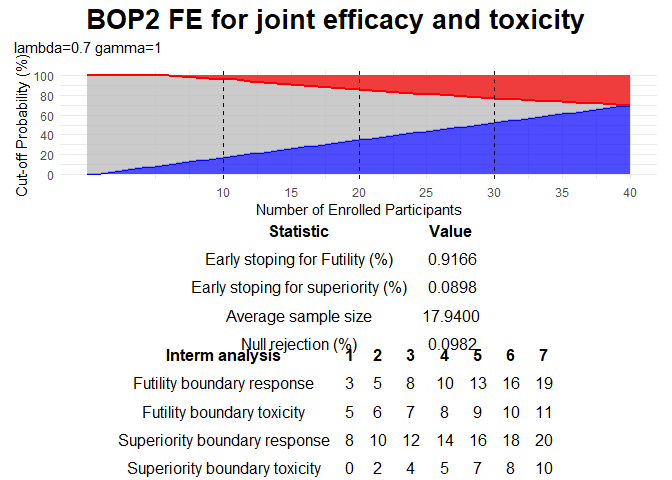 BOP2 FE for joint efficacy and toxicity
lambda=0.7 gamma=1
Cut-off Probability (%)
100
80
60
40
20
0
10 20 25 30 35 40
Number of Enrolled Participants
Statistic Value
Early stoping for Futility (%) 0.9166
Early stoping for superiority (%) 0.0898
Average sample size 17.9400
Null rejection (%) 0.0982
Interm analysis 1 2 3 4 5 6 7
Futility boundary response 3 5 8 10 13 16 19
Futility boundary toxicity 5 6 7 8 9 10 11
Superiority boundary response 8 10 12 14 16 18 20
Superiority boundary toxicity 0 2 4 5 7 8 10